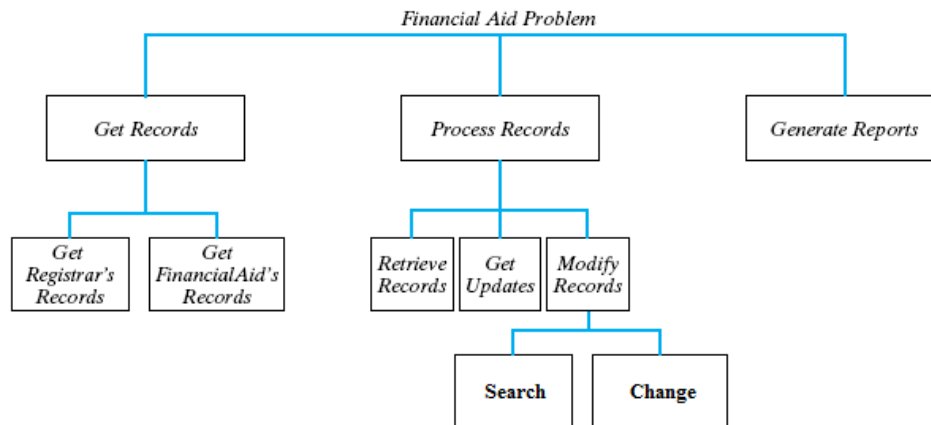 Financial Aid Problem
Get Records
Process Records
Generate Reports
Get
Registrar's
Records
Get
FinancialAid's
Records
Retrieve
Records
Get
Updates
Modify
Records
Search
Change